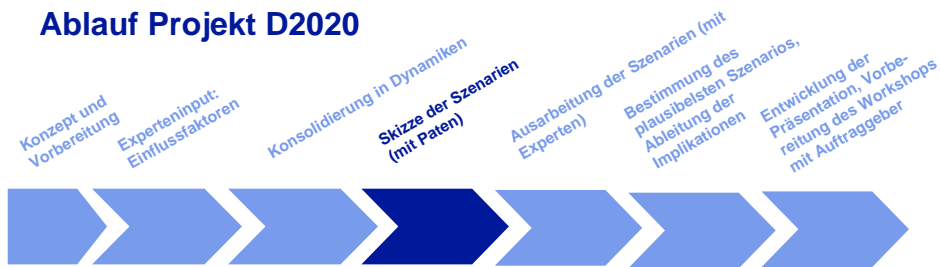 Ablauf Projekt D2020
Konzept und
Vorbereitung
Experteninput:
Einflussfaktoren
Konsolidierung in Dynamiken
Skizze der Szenarien
(mit Paten)
Ausarbeitung der Szenarien (mit
Experten)
Bestimmung des
plausibelsten Szenarios,
Ableitung der
Implikationen
Entwicklung der
Präsentation, Vorbe-
reitung des Workshops
mit Auftraggeber